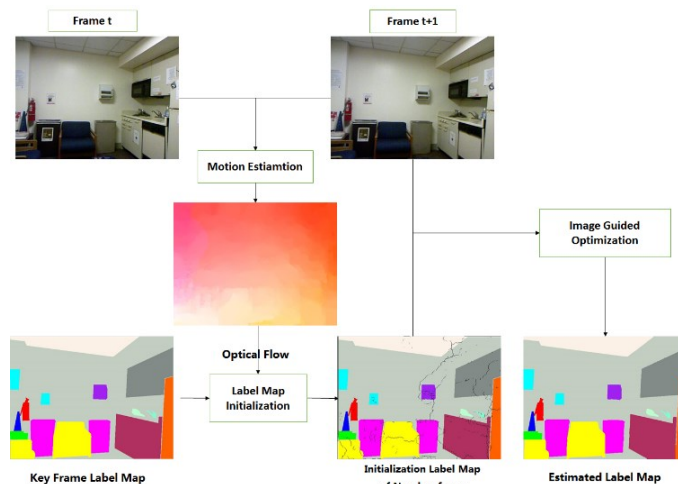 Frame t
Frame t+1
Motion Estiamtion
Image Guided
Optimization
Optical Flow
Label Map
Initialization
Key Frame Label Map
Initialization Label Map
Estimated Label Map